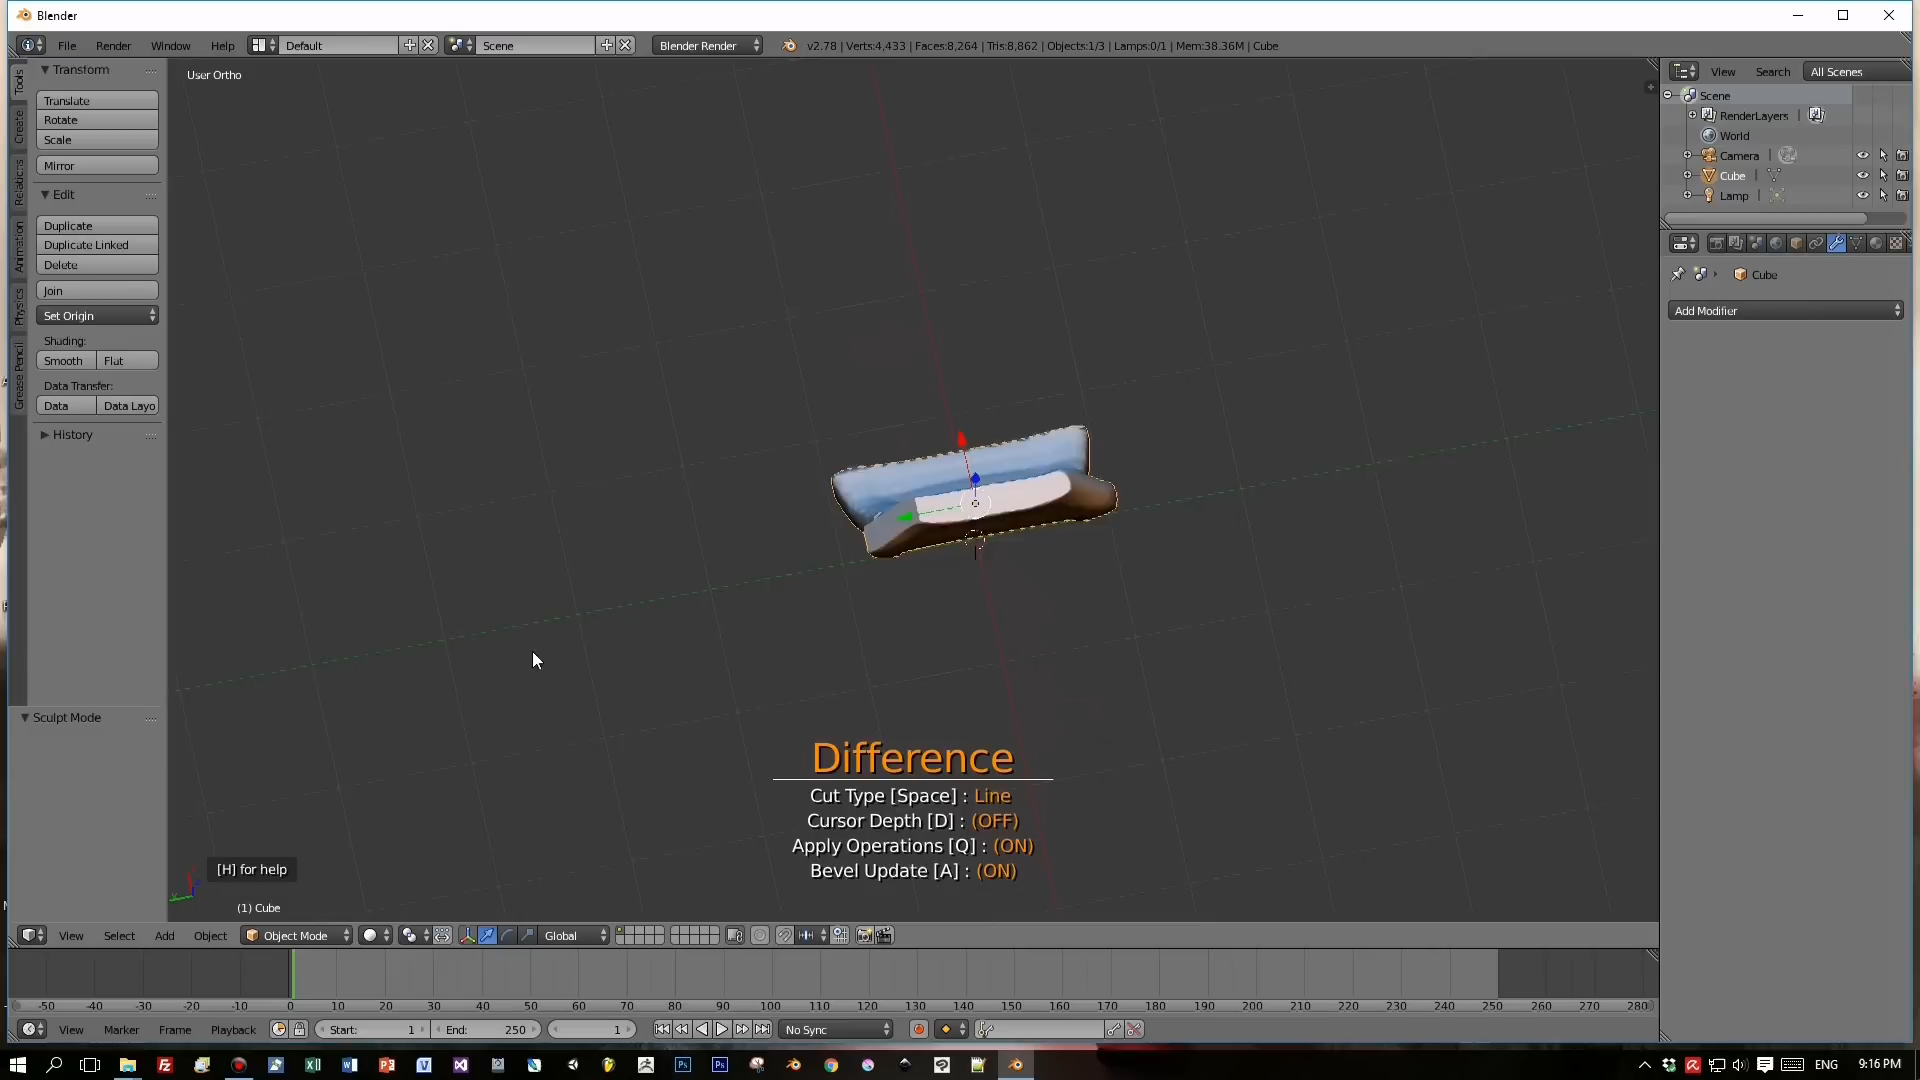 Blender
File Render Window Help Default Scene Blender Render v2.78 | Verts:4,433 | Faces:8,264 | Tris:8,862 | Objects:1/3 | Lamps:0/1 | Mem:38.36M | Cube
Tools
Create
Relations
Animation
Physics
Grease Pencil
Transform
Translate
Rotate
Scale
Mirror
Edit
Duplicate
Duplicate Linked
Delete
Join
Set Origin
Shading:
Smooth Flat
Data Transfer:
Data Data Layo
History
Sculpt Mode
User Ortho
Difference
Cut Type [Space] : Line
Cursor Depth [D] : (OFF)
Apply Operations [Q] : (ON)
Bevel Update [A] : (ON)
[H] for help
(1) Cube
View Search All Scenes
Scene
RenderLayers |
World
Camera |
Cube |
Lamp |
Cube
Add Modifier
View Select Add Object Object Mode Global
-50 -40 -30 -20 -10 0 10 20 30 40 50 60 70 80 90 100 110 120 130 140 150 160 170 180 190 200 210 220 230 240 250 260 270 280
View Marker Frame Playback Start: 1 End: 250 1 No Sync
ENG 9:16 PM